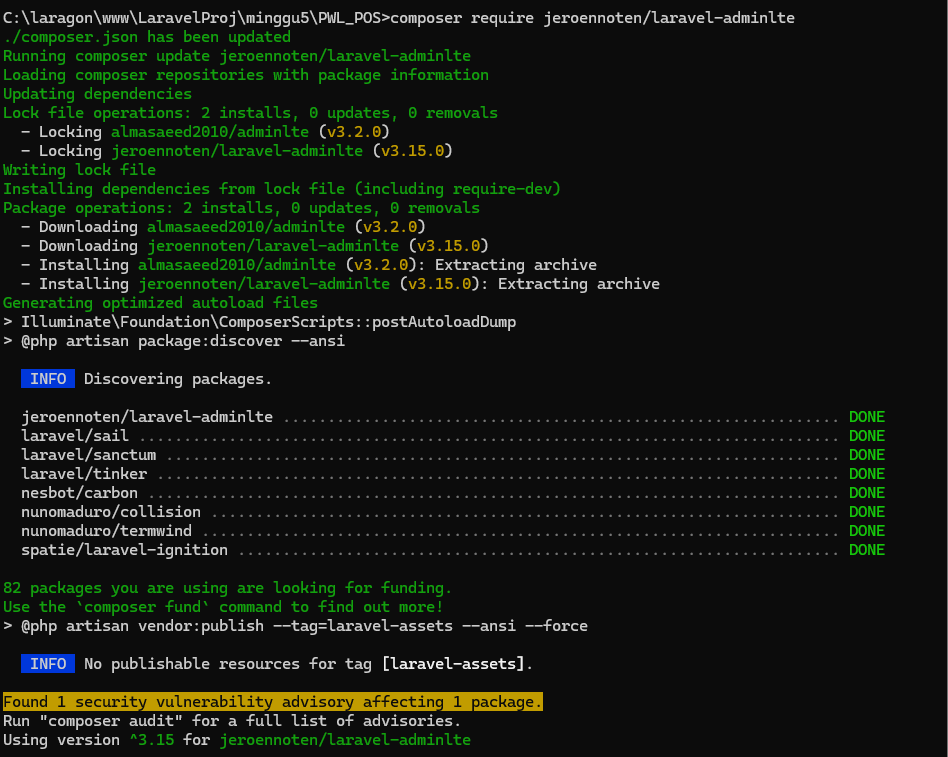 C:\laragon\www\LaravelProj\minggu5\PWL_POS>composer require jeroennoten/laravel-adminlte
./composer.json has been updated
Running composer update jeroennoten/laravel-adminlte
Loading composer repositories with package information
Updating dependencies
Lock file operations: 2 installs, 0 updates, 0 removals
  - Locking almasaeed2010/adminlte (v3.2.0)
  - Locking jeroennoten/laravel-adminlte (v3.15.0)
Writing lock file
Installing dependencies from lock file (including require-dev)
Package operations: 2 installs, 0 updates, 0 removals
  - Downloading almasaeed2010/adminlte (v3.2.0)
  - Downloading jeroennoten/laravel-adminlte (v3.15.0)
  - Installing almasaeed2010/adminlte (v3.2.0): Extracting archive
  - Installing jeroennoten/laravel-adminlte (v3.15.0): Extracting archive
Generating optimized autoload files
> Illuminate\Foundation\ComposerScripts::postAutoloadDump
> @php artisan package:discover --ansi
   INFO  Discovering packages.
  jeroennoten/laravel-adminlte .............................................................. DONE
  laravel/sail .............................................................................. DONE
  laravel/sanctum ........................................................................... DONE
  laravel/tinker ............................................................................ DONE
  nesbot/carbon ............................................................................. DONE
  nunomaduro/collision ...................................................................... DONE
  nunomaduro/termwind ....................................................................... DONE
  spatie/laravel-ignition ................................................................... DONE
82 packages you are using are looking for funding.
Use the `composer fund` command to find out more!
> @php artisan vendor:publish --tag=laravel-assets --ansi --force
   INFO  No publishable resources for tag [laravel-assets].
Found 1 security vulnerability advisory affecting 1 package.
Run "composer audit" for a full list of advisories.
Using version ^3.15 for jeroennoten/laravel-adminlte